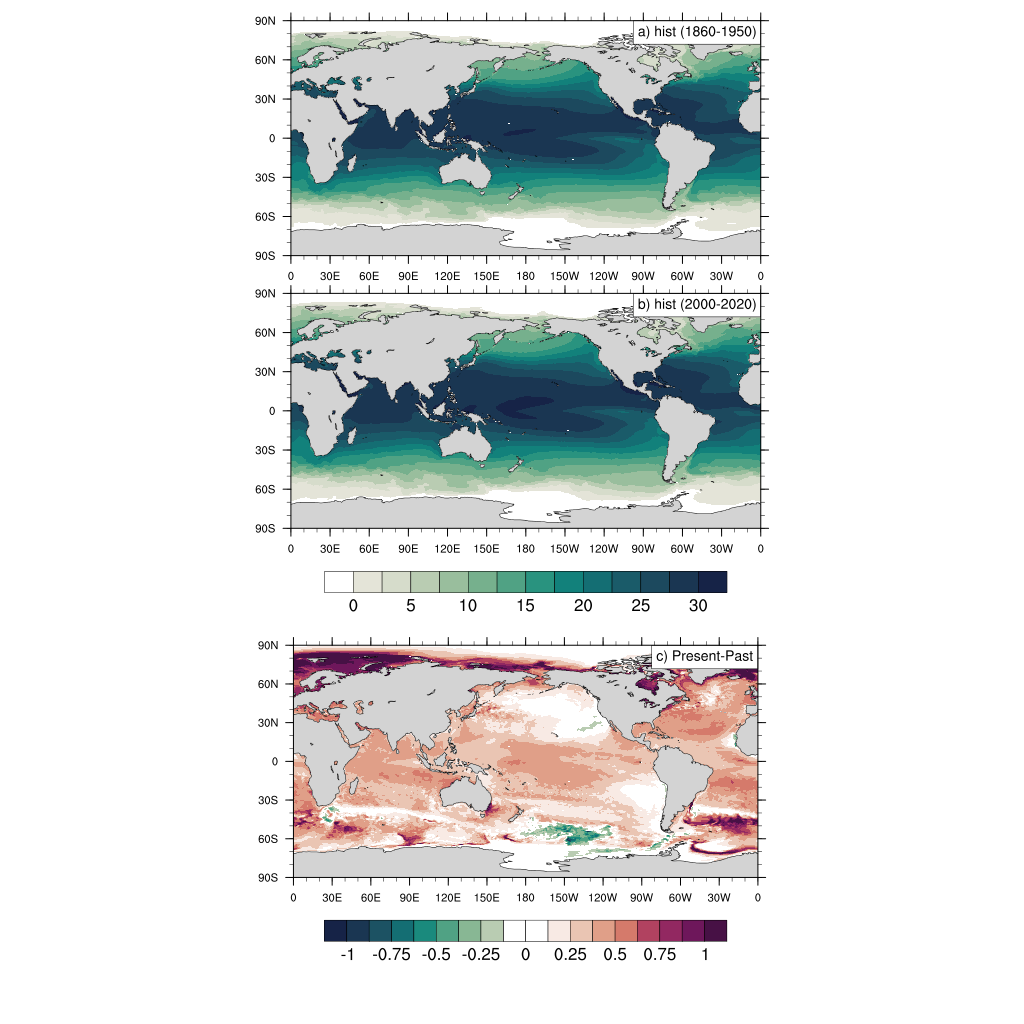 90N
a) hist (1860-1950)
60N
30N
0
30S
60S
90S
0 30E 60E 90E 120E 150E 180 150W 120W 90W 60W 30W 0
90N
b) hist (2000-2020)
60N
30N
0
30S
60S
90S
0 30E 60E 90E 120E 150E 180 150W 120W 90W 60W 30W 0
0 5 10 15 20 25 30
90N
c) Present-Past
60N
30N
0
30S
60S
90S
0 30E 60E 90E 120E 150E 180 150W 120W 90W 60W 30W 0
-1 -0.75 -0.5 -0.25 0 0.25 0.5 0.75 1